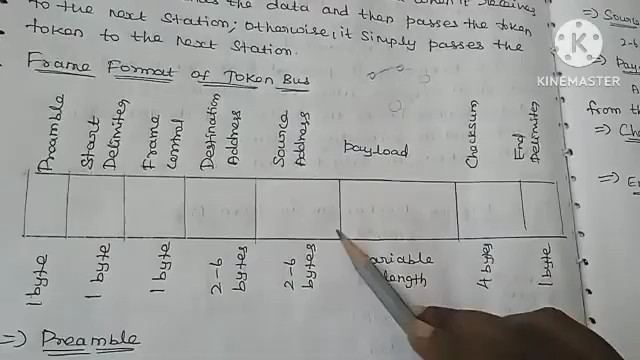 the data and then passes the token
to the next Station; otherwise, it simply passes the
token to the next Station.
Frame Format of Token Bus
Preamble
Start Delimiter
Frame Control
Destination Address
Source Address
Payload
Checksum
End Delimiter
1 byte
1 byte
1 byte
2-6 bytes
2-6 bytes
variable length
4 bytes
1 byte
=> Preamble
=> Source
2-6
=> Pay
A
from th
=> Ch
=> E
KINEMASTER